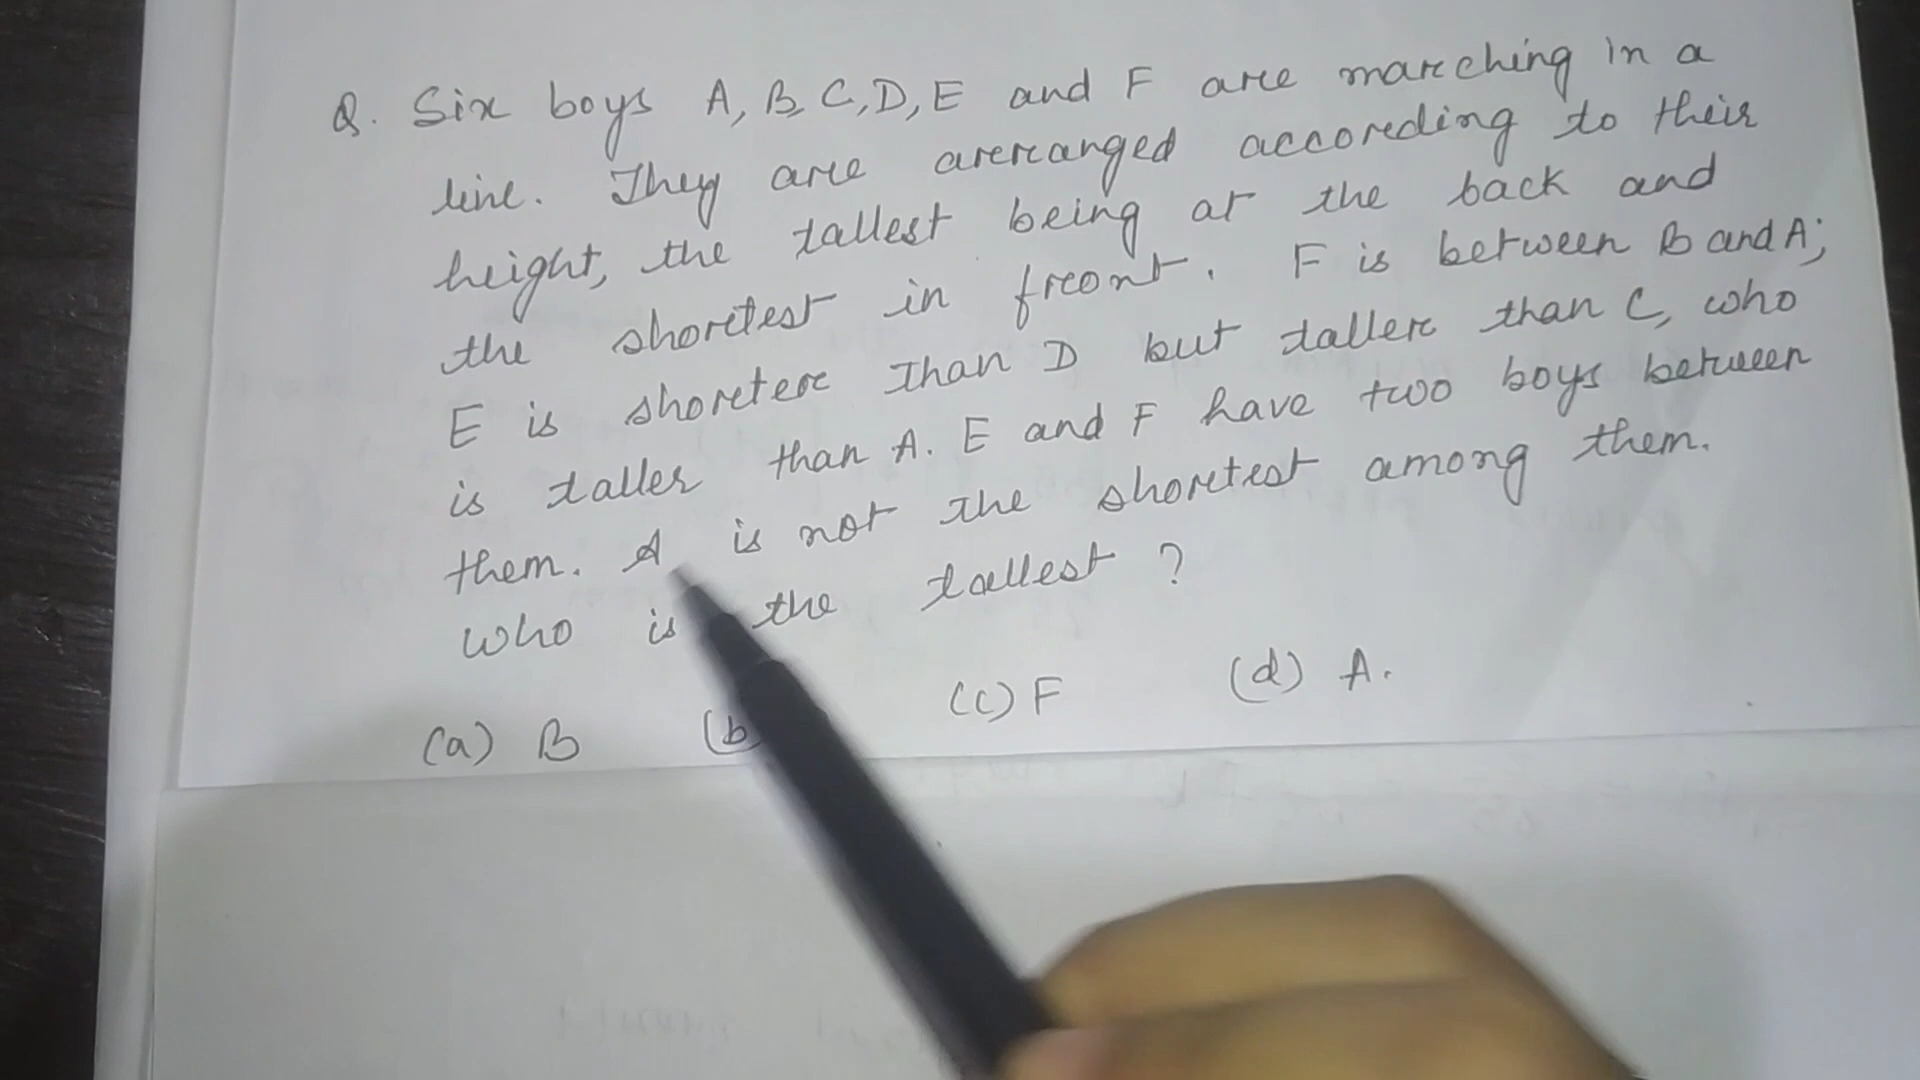 Q. Six boys A, B, C, D, E and F are marching in a
line. They are arranged according to their
height, the tallest being at the back and
the shortest in front. F is between B and A;
E is shorter than D but taller than C, who
is taller than A. E and F have two boys between
them. A is not the shortest among them.
Who is the tallest ?
(a) B (b) (c) F (d) A.